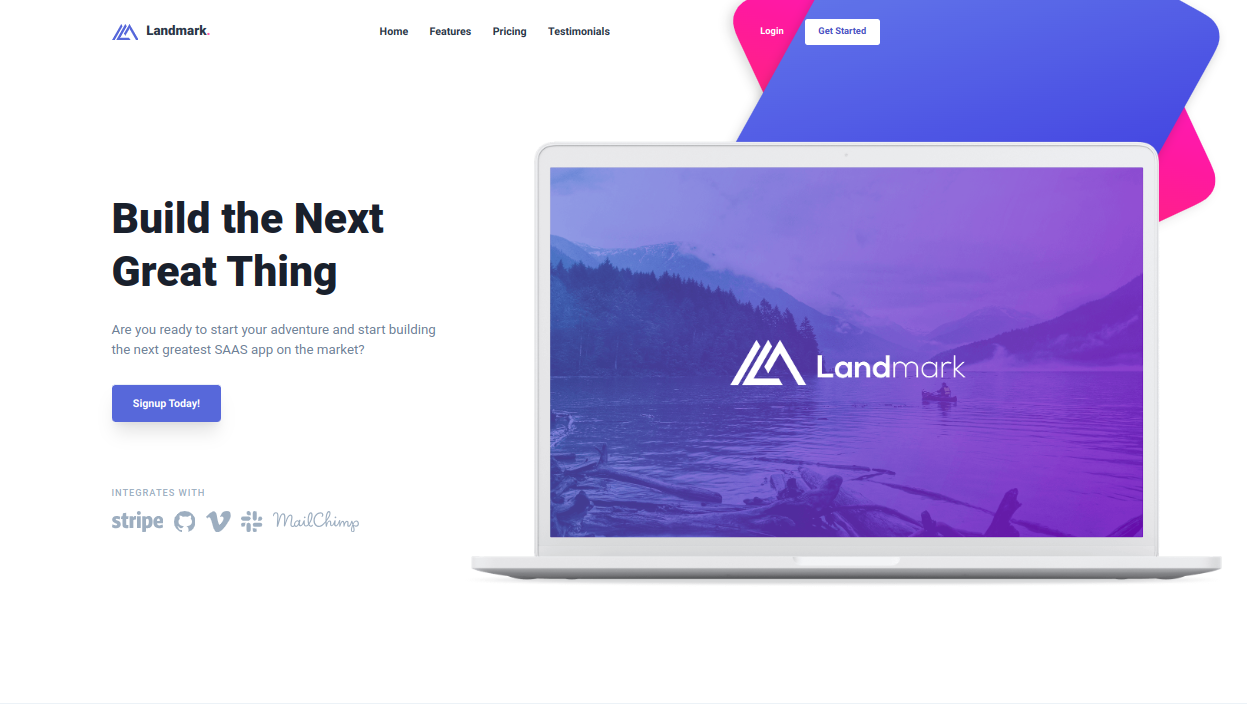 Landmark.
Home Features Pricing Testimonials
Login Get Started
Build the Next
Great Thing
Are you ready to start your adventure and start building
the next greatest SAAS app on the market?
Signup Today!
INTEGRATES WITH
stripe MailChimp
Landmark